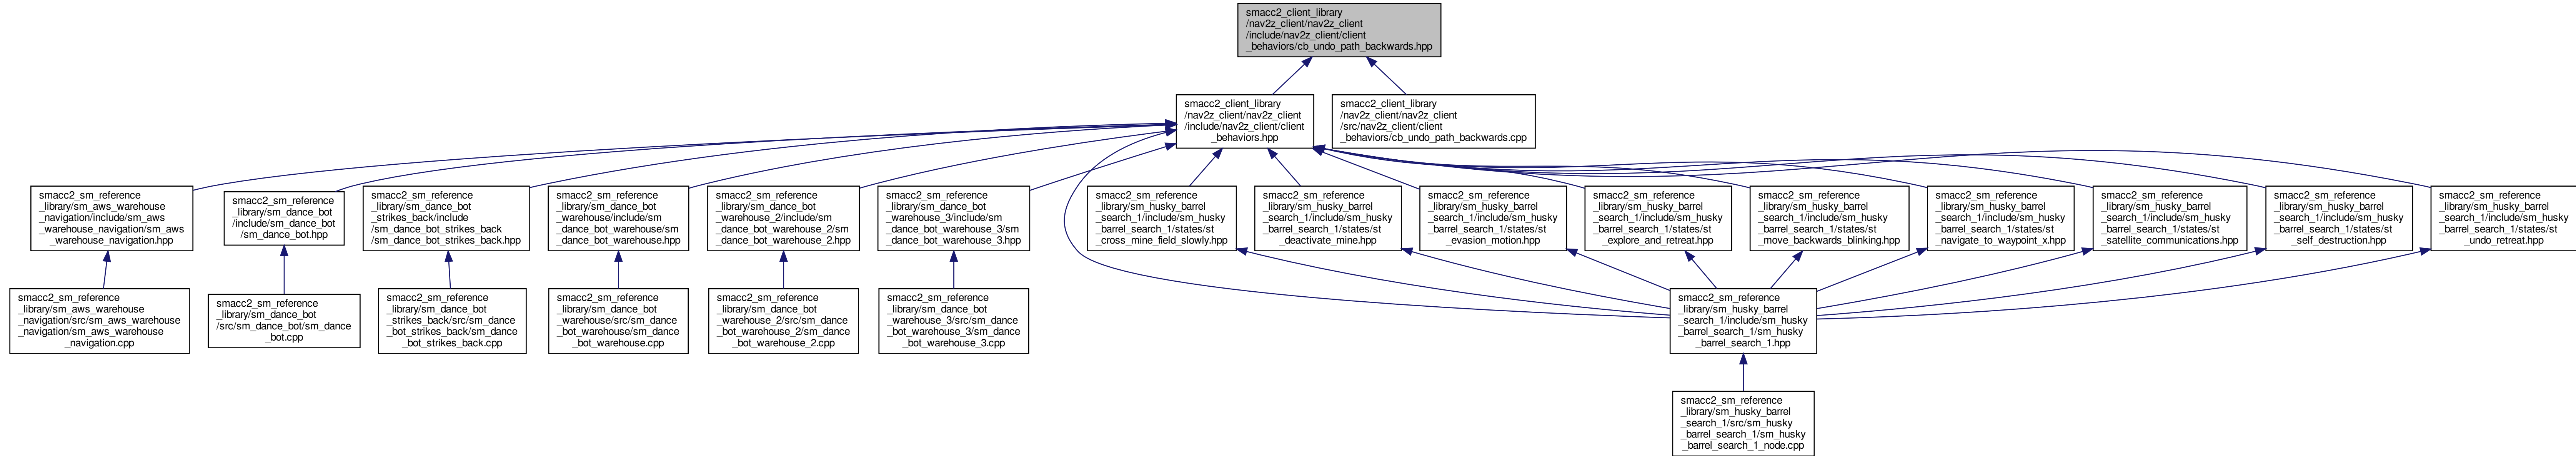 smacc2_client_library
/nav2z_client/nav2z_client
/include/nav2z_client/client
_behaviors/cb_undo_path_backwards.hpp
smacc2_client_library
/nav2z_client/nav2z_client
/include/nav2z_client/client
_behaviors.hpp
smacc2_client_library
/nav2z_client/nav2z_client
/src/nav2z_client/client
_behaviors/cb_undo_path_backwards.cpp
smacc2_sm_reference
_library/sm_aws_warehouse
_navigation/include/sm_aws
_warehouse_navigation/sm_aws
_warehouse_navigation.hpp
smacc2_sm_reference
_library/sm_dance_bot
/include/sm_dance_bot
/sm_dance_bot.hpp
smacc2_sm_reference
_library/sm_dance_bot
_strikes_back/include
/sm_dance_bot_strikes_back
/sm_dance_bot_strikes_back.hpp
smacc2_sm_reference
_library/sm_dance_bot
_warehouse/include/sm
_dance_bot_warehouse/sm
_dance_bot_warehouse.hpp
smacc2_sm_reference
_library/sm_dance_bot
_warehouse_2/include/sm
_dance_bot_warehouse_2/sm
_dance_bot_warehouse_2.hpp
smacc2_sm_reference
_library/sm_dance_bot
_warehouse_3/include/sm
_dance_bot_warehouse_3/sm
_dance_bot_warehouse_3.hpp
smacc2_sm_reference
_library/sm_husky_barrel
_search_1/include/sm_husky
_barrel_search_1/states/st
_cross_mine_field_slowly.hpp
smacc2_sm_reference
_library/sm_husky_barrel
_search_1/include/sm_husky
_barrel_search_1/states/st
_deactivate_mine.hpp
smacc2_sm_reference
_library/sm_husky_barrel
_search_1/include/sm_husky
_barrel_search_1/states/st
_evasion_motion.hpp
smacc2_sm_reference
_library/sm_husky_barrel
_search_1/include/sm_husky
_barrel_search_1/states/st
_explore_and_retreat.hpp
smacc2_sm_reference
_library/sm_husky_barrel
_search_1/include/sm_husky
_barrel_search_1/states/st
_move_backwards_blinking.hpp
smacc2_sm_reference
_library/sm_husky_barrel
_search_1/include/sm_husky
_barrel_search_1/states/st
_navigate_to_waypoint_x.hpp
smacc2_sm_reference
_library/sm_husky_barrel
_search_1/include/sm_husky
_barrel_search_1/states/st
_satellite_communications.hpp
smacc2_sm_reference
_library/sm_husky_barrel
_search_1/include/sm_husky
_barrel_search_1/states/st
_self_destruction.hpp
smacc2_sm_reference
_library/sm_husky_barrel
_search_1/include/sm_husky
_barrel_search_1/states/st
_undo_retreat.hpp
smacc2_sm_reference
_library/sm_aws_warehouse
_navigation/src/sm_aws_warehouse
_navigation/sm_aws_warehouse
_navigation.cpp
smacc2_sm_reference
_library/sm_dance_bot
/src/sm_dance_bot/sm_dance
_bot.cpp
smacc2_sm_reference
_library/sm_dance_bot
_strikes_back/src/sm_dance
_bot_strikes_back/sm_dance
_bot_strikes_back.cpp
smacc2_sm_reference
_library/sm_dance_bot
_warehouse/src/sm_dance
_bot_warehouse/sm_dance
_bot_warehouse.cpp
smacc2_sm_reference
_library/sm_dance_bot
_warehouse_2/src/sm_dance
_bot_warehouse_2/sm_dance
_bot_warehouse_2.cpp
smacc2_sm_reference
_library/sm_dance_bot
_warehouse_3/src/sm_dance
_bot_warehouse_3/sm_dance
_bot_warehouse_3.cpp
smacc2_sm_reference
_library/sm_husky_barrel
_search_1/include/sm_husky
_barrel_search_1/sm_husky
_barrel_search_1.hpp
smacc2_sm_reference
_library/sm_husky_barrel
_search_1/src/sm_husky
_barrel_search_1/sm_husky
_barrel_search_1_node.cpp